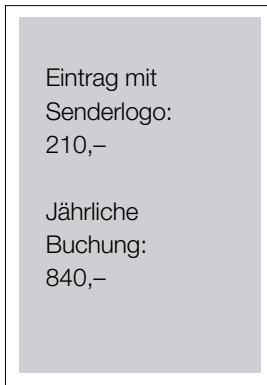 Eintrag mit
Senderlogo:
210,–
Jährliche
Buchung:
840,–